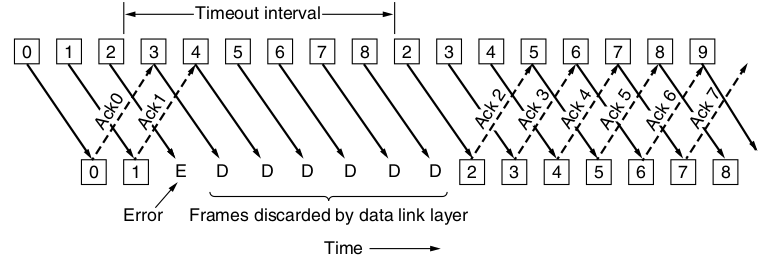 Timeout interval
0 1 2 3 4 5 6 7 8 2 3 4 5 6 7 8 9
Ack0 Ack1 Ack 2 Ack 3 Ack 4 Ack 5 Ack 6 Ack 7
0 1 E D D D D D D 2 3 4 5 6 7 8
Error Frames discarded by data link layer
Time